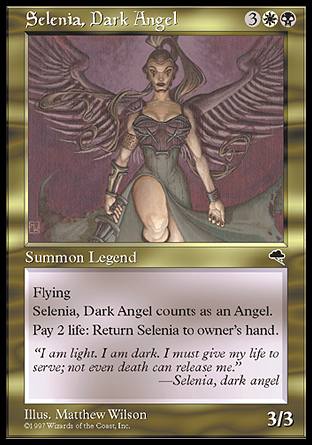 Selenia, Dark Angel 3
Summon Legend
Flying
Selenia, Dark Angel counts as an Angel.
Pay 2 life: Return Selenia to owner's hand.
"I am light. I am dark. I must give my life to
serve; not even death can release me."
—Selenia, dark angel
Illus. Matthew Wilson
©1997 Wizards of the Coast, Inc.
3/3